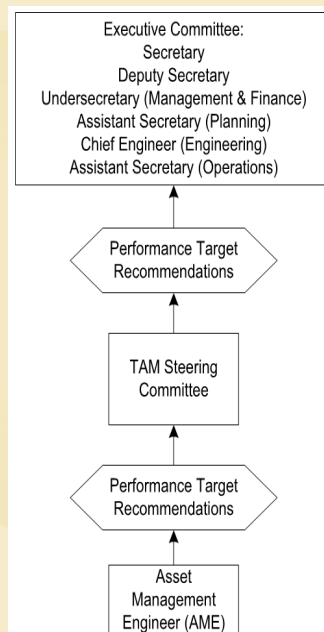 Executive Committee:
Secretary
Deputy Secretary
Undersecretary (Management & Finance)
Assistant Secretary (Planning)
Chief Engineer (Engineering)
Assistant Secretary (Operations)
Performance Target
Recommendations
TAM Steering
Committee
Performance Target
Recommendations
Asset
Management
Engineer (AME)